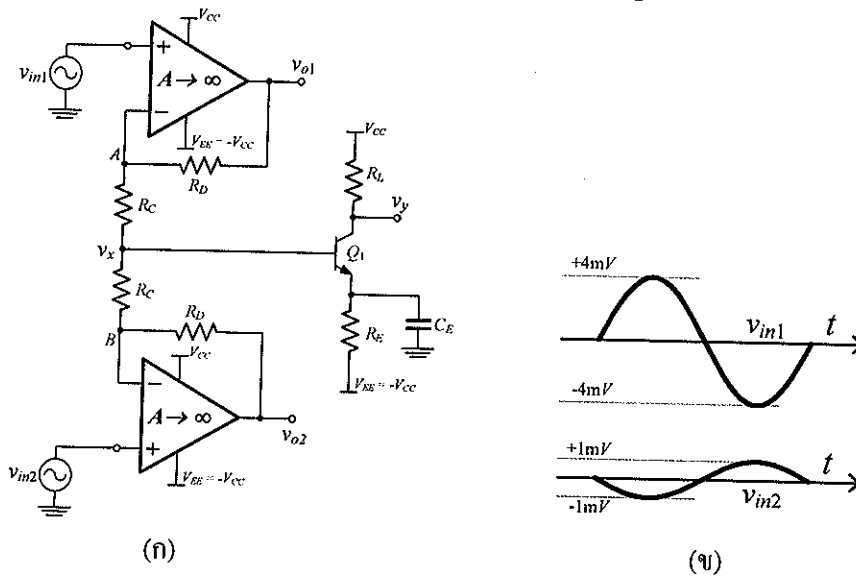 V_CC
v_in1
+
A → ∞
−
v_o1
V_EE = -V_CC
A
R_D
V_CC
R_C
R_L
v_y
v_x
Q_1
R_C
R_D
R_E
C_E
B
V_CC
V_EE = -V_CC
−
A → ∞
+
v_o2
v_in2
V_EE = -V_CC
(ก)
+4mV
v_in1
t
-4mV
+1mV
t
-1mV
v_in2
(ข)